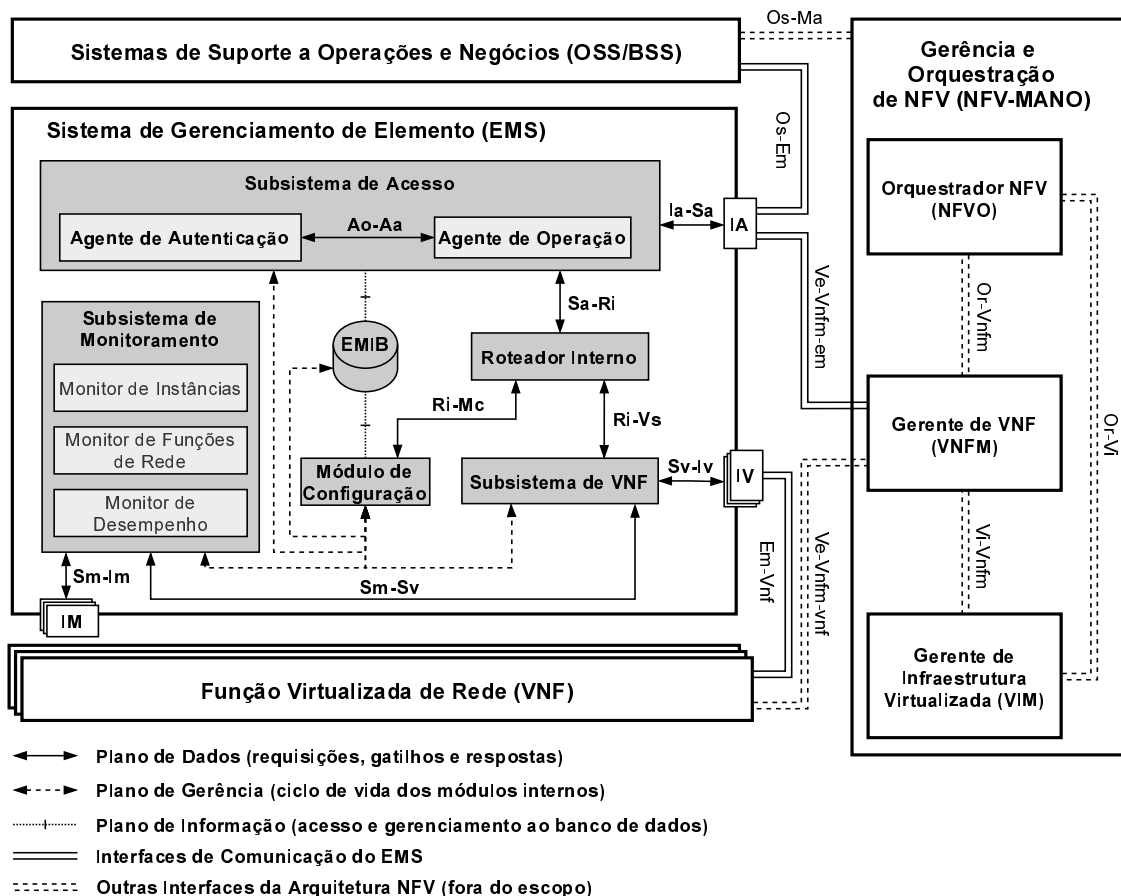 Os-Ma
Sistemas de Suporte a Operações e Negócios (OSS/BSS)
Gerência e
Orquestração
de NFV (NFV-MANO)
Os-Em
Sistema de Gerenciamento de Elemento (EMS)
Subsistema de Acesso
Agente de Autenticação
Ao-Aa
Agente de Operação
Ia-Sa
IA
Orquestrador NFV
(NFVO)
Sa-Ri
Ve-Vnfm-em
Or-Vnfm
Subsistema de
Monitoramento
EMIB
Roteador Interno
Monitor de Instâncias
Ri-Mc
Ri-Vs
Monitor de Funções
de Rede
Gerente de VNF
(VNFM)
Or-Vi
Módulo de
Configuração
Subsistema de VNF
Sv-Iv
IV
Monitor de
Desempenho
Em-Vnf
Ve-Vnfm-vnf
Vi-Vnfm
Sm-Im
Sm-Sv
IM
Função Virtualizada de Rede (VNF)
Gerente de
Infraestrutura
Virtualizada (VIM)
Plano de Dados (requisições, gatilhos e respostas)
Plano de Gerência (ciclo de vida dos módulos internos)
Plano de Informação (acesso e gerenciamento ao banco de dados)
Interfaces de Comunicação do EMS
Outras Interfaces da Arquitetura NFV (fora do escopo)